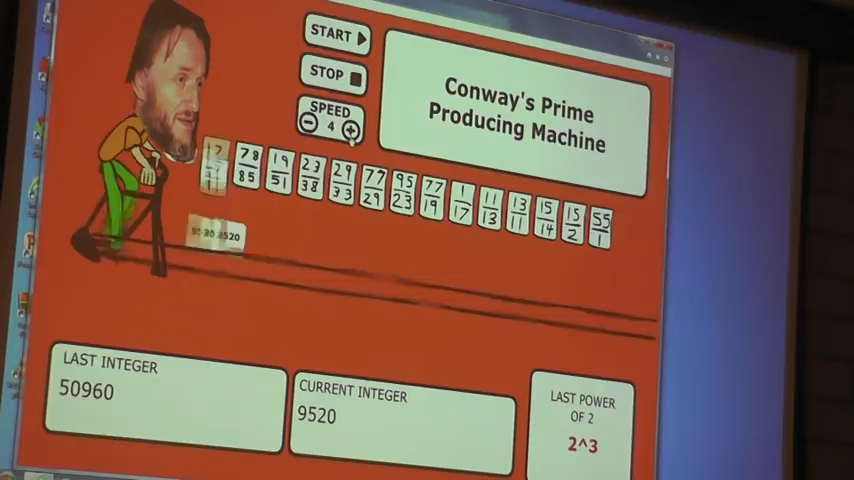 START
STOP
SPEED
4
Conway's Prime
Producing Machine
78 19 23 29 77 95 77 1 11 13 15 15 55
85 51 38 33 29 23 19 17 13 11 14 2 1
LAST INTEGER
50960
CURRENT INTEGER
9520
LAST POWER
OF 2
2^3